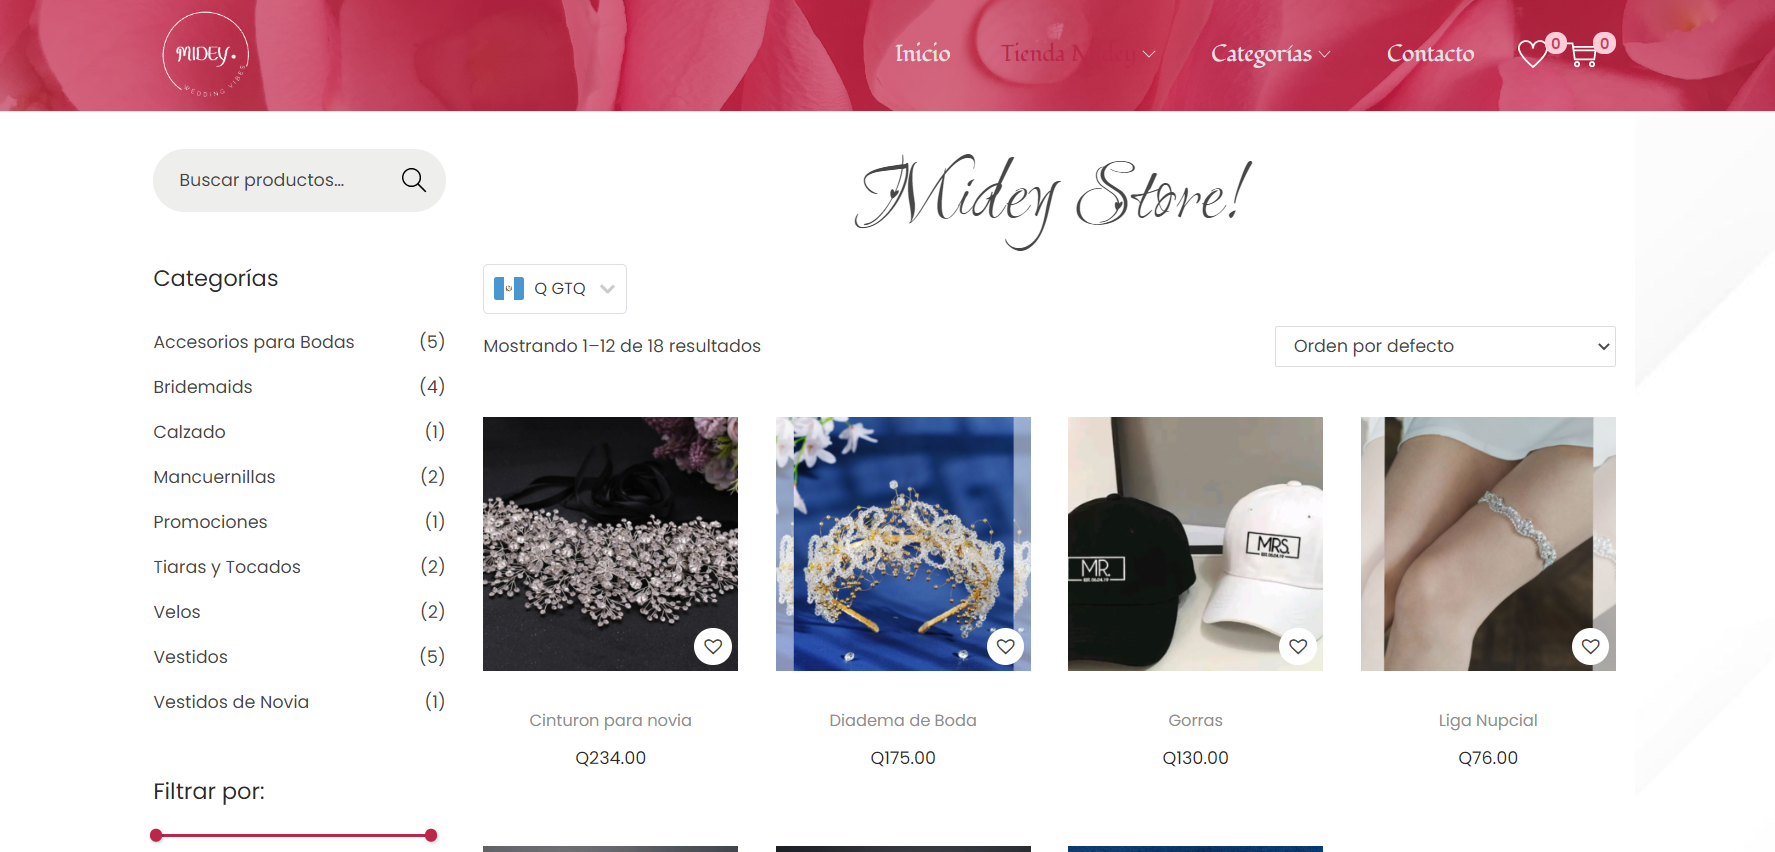 MIDEY.
WEDDING VIBES
Inicio
Tienda Midey
Categorías
Contacto
0
0
Buscar productos...
Midey Store!
Categorías
Accesorios para Bodas (5)
Bridemaids (4)
Calzado (1)
Mancuernillas (2)
Promociones (1)
Tiaras y Tocados (2)
Velos (2)
Vestidos (5)
Vestidos de Novia (1)
Filtrar por:
Q GTQ
Mostrando 1–12 de 18 resultados
Orden por defecto
MR.
MRS.
Cinturon para novia
Q234.00
Diadema de Boda
Q175.00
Gorras
Q130.00
Liga Nupcial
Q76.00